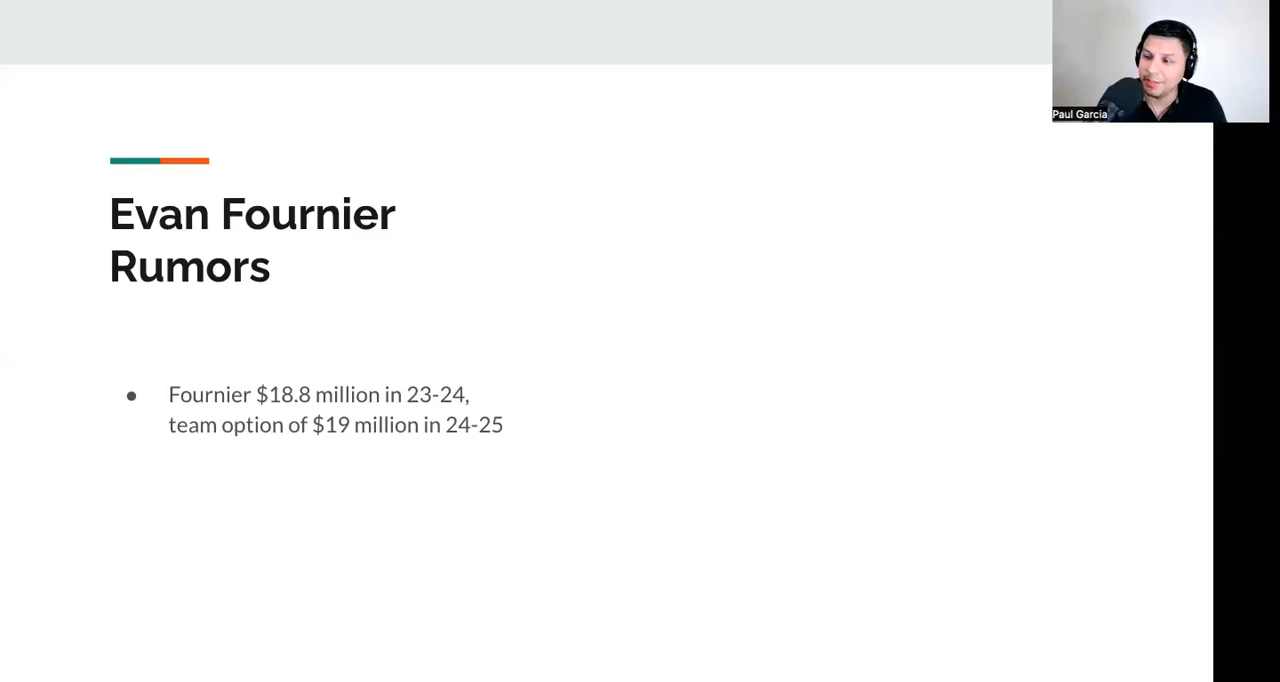 Paul Garcia
Evan Fournier
Rumors
● Fournier $18.8 million in 23-24,
team option of $19 million in 24-25